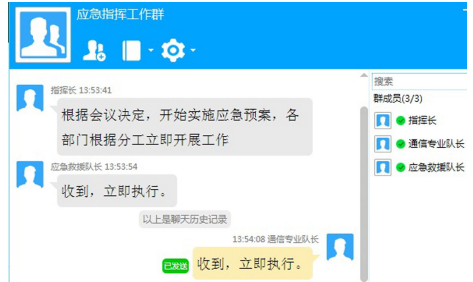 应急指挥工作群
指挥长 13:53:41
根据会议决定，开始实施应急预案，各
部门根据分工立即开展工作
应急救援队长 13:53:54
收到，立即执行。
以上是聊天历史记录
13:54:08 通信专业队长
已发送 收到，立即执行。
搜索
群成员(3/3)
指挥长
通信专业队长
应急救援队长